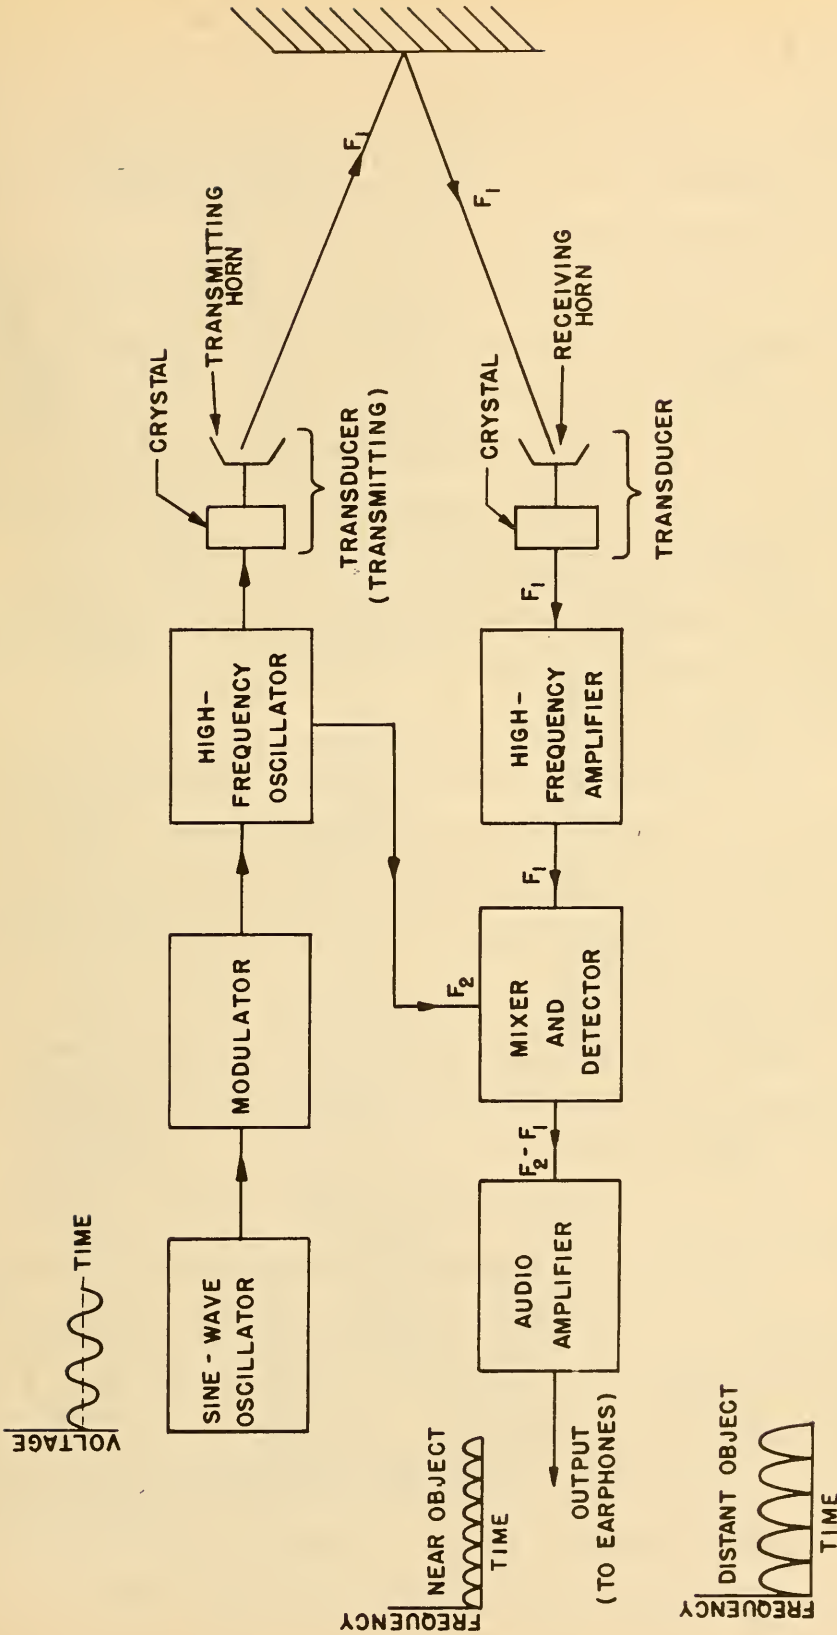 VOLTAGE
TIME
SINE-WAVE
OSCILLATOR
MODULATOR
HIGH-
FREQUENCY
OSCILLATOR
CRYSTAL
TRANSMITTING
HORN
TRANSDUCER
(TRANSMITTING)
F1
F1
F2
CRYSTAL
RECEIVING
HORN
TRANSDUCER
F1
HIGH-
FREQUENCY
AMPLIFIER
F1
MIXER
AND
DETECTOR
F2-F1
AUDIO
AMPLIFIER
OUTPUT
(TO EARPHONES)
FREQUENCY
NEAR OBJECT
TIME
FREQUENCY
DISTANT OBJECT
TIME